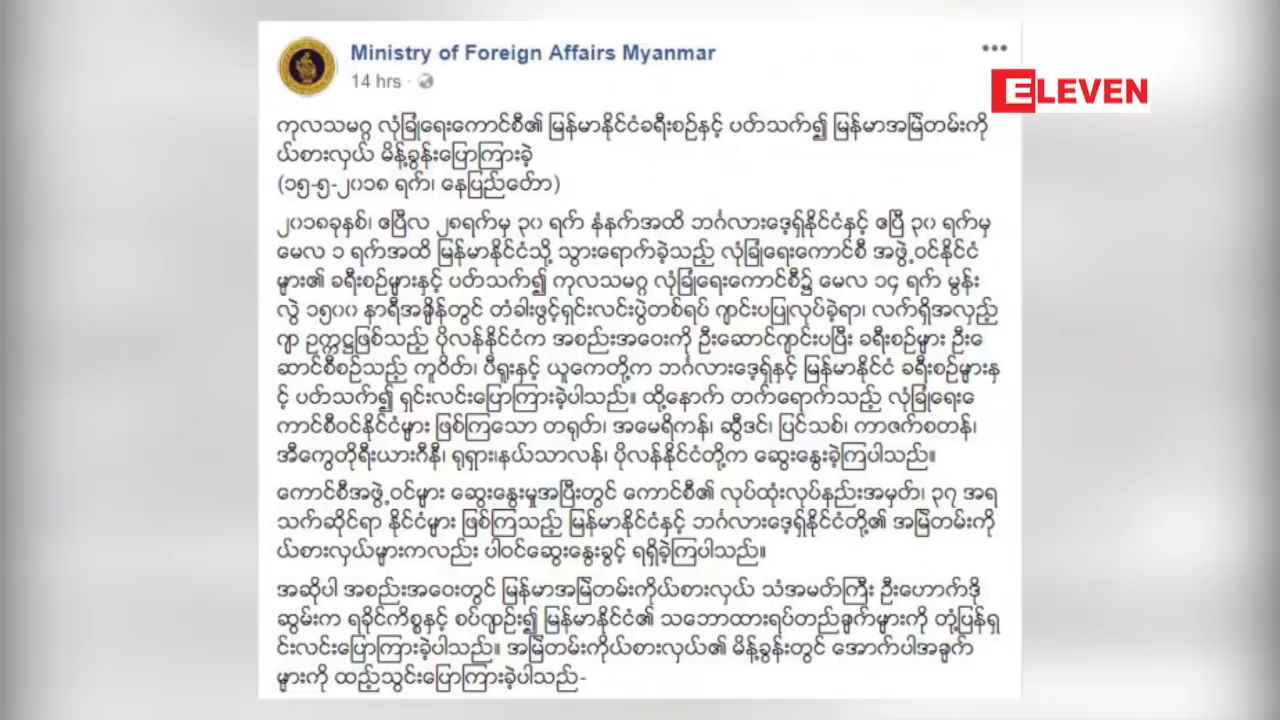 Ministry of Foreign Affairs Myanmar
14 hrs ·
ELEVEN
ကုလသမဂ္ဂ လုံခြုံရေးကောင်စီ၏ မြန်မာနိုင်ငံခရီးစဉ်နှင့် ပတ်သက်၍ မြန်မာအမြဲတမ်းကို
ယ်စားလှယ် မိန့်ခွန်းပြောကြားခဲ့
(၁၅-၅-၂၀၁၈ ရက်၊ နေပြည်တော်)
၂၀၁၈ခုနှစ်၊ ဧပြီလ ၂၈ရက်မှ ၃၀ ရက် နံနက်အထိ ဘင်္ဂလားဒေ့ရှ်နိုင်ငံနှင့် ဧပြီ ၃၀ ရက်မှ
မေလ ၁ ရက်အထိ မြန်မာနိုင်ငံသို့ သွားရောက်ခဲ့သည့် လုံခြုံရေးကောင်စီ အဖွဲ့ဝင်နိုင်ငံ
များ၏ ခရီးစဉ်များနှင့် ပတ်သက်၍ ကုလသမဂ္ဂ လုံခြုံရေးကောင်စီ၌ မေလ ၁၄ ရက် မွန်း
လွဲ ၁၅၀၀ နာရီအချိန်တွင် တံခါးဖွင့်ရှင်းလင်းပွဲတစ်ရပ် ကျင်းပပြုလုပ်ခဲ့ရာ၊ လက်ရှိအလှည့်
ကျ ဥက္ကဋ္ဌဖြစ်သည့် ပိုလန်နိုင်ငံက အစည်းအဝေးကို ဦးဆောင်ကျင်းပပြီး ခရီးစဉ်များ ဦးေ
ဆာင်စီစဉ်သည့် ကူဝိတ်၊ ပီရူးနှင့် ယူကေတို့က ဘင်္ဂလားဒေ့ရှ်နှင့် မြန်မာနိုင်ငံ ခရီးစဉ်များန
ှင့် ပတ်သက်၍ ရှင်းလင်းပြောကြားခဲ့ပါသည်။ ထို့နောက် တက်ရောက်သည့် လုံခြုံရေးေ
ကာင်စီဝင်နိုင်ငံများ ဖြစ်ကြသော တရုတ်၊ အမေရိကန်၊ ဆွီဒင်၊ ပြင်သစ်၊ ကာဇက်စတန်၊
အီကွေတိုရီးယားဂီနီ၊ ရုရှား၊နယ်သာလန်၊ ပိုလန်နိုင်ငံတို့က ဆွေးနွေးခဲ့ကြပါသည်။
ကောင်စီအဖွဲ့ဝင်များ ဆွေးနွေးမှုအပြီးတွင် ကောင်စီ၏ လုပ်ထုံးလုပ်နည်းအမှတ်၊ ၃၇ အရ
သက်ဆိုင်ရာ နိုင်ငံများ ဖြစ်ကြသည့် မြန်မာနိုင်ငံနှင့် ဘင်္ဂလားဒေ့ရှ်နိုင်ငံတို့၏ အမြဲတမ်းကို
ယ်စားလှယ်များကလည်း ပါဝင်ဆွေးနွေးခွင့် ရရှိခဲ့ကြပါသည်။
အဆိုပါ အစည်းအဝေးတွင် မြန်မာအမြဲတမ်းကိုယ်စားလှယ် သံအမတ်ကြီး ဦးဟောက်ဒို
ဆွမ်းက ရခိုင်ကိစ္စနှင့် စပ်လျဉ်း၍ မြန်မာနိုင်ငံ၏ သဘောထားရပ်တည်ချက်များကို တုံ့ပြန်ရှ
င်းလင်းပြောကြားခဲ့ပါသည်။ အမြဲတမ်းကိုယ်စားလှယ်၏ မိန့်ခွန်းတွင် အောက်ပါအချက်
များကို ထည့်သွင်းပြောကြားခဲ့ပါသည်-